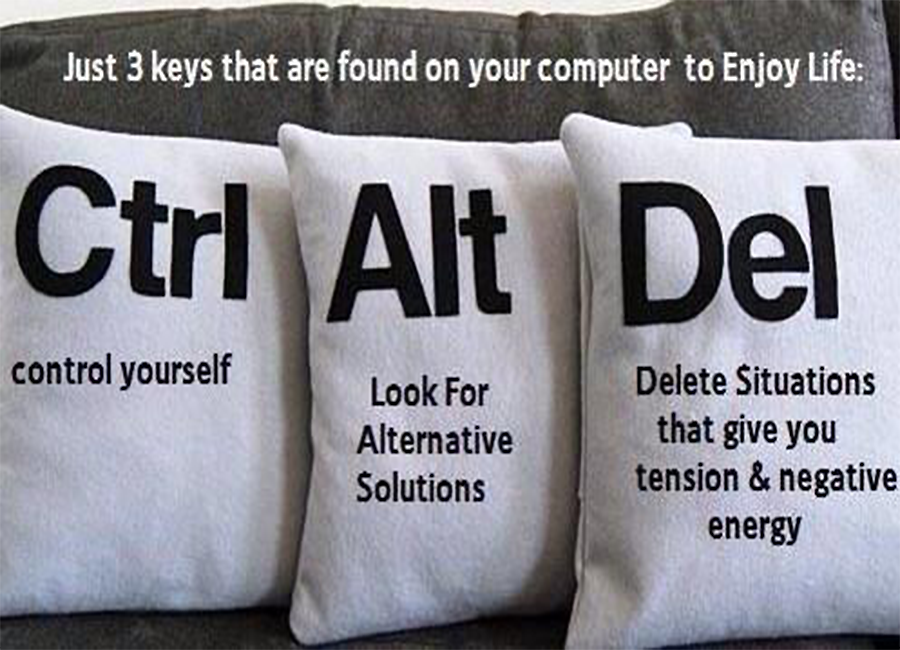 Just 3 keys that are found on your computer to Enjoy Life:
Ctrl
control yourself
Alt
Look For
Alternative
Solutions
Del
Delete Situations
that give you
tension & negative
energy